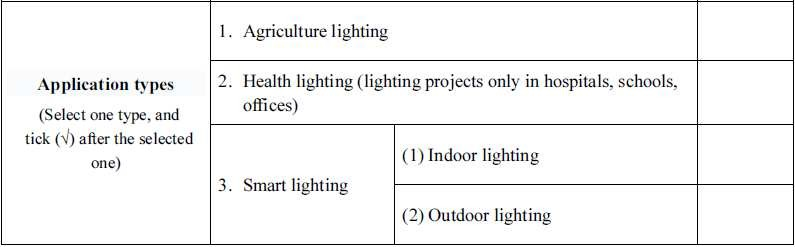 Application types
(Select one type, and
tick (√) after the selected
one)
1. Agriculture lighting
2. Health lighting (lighting projects only in hospitals, schools,
offices)
3. Smart lighting
(1) Indoor lighting
(2) Outdoor lighting